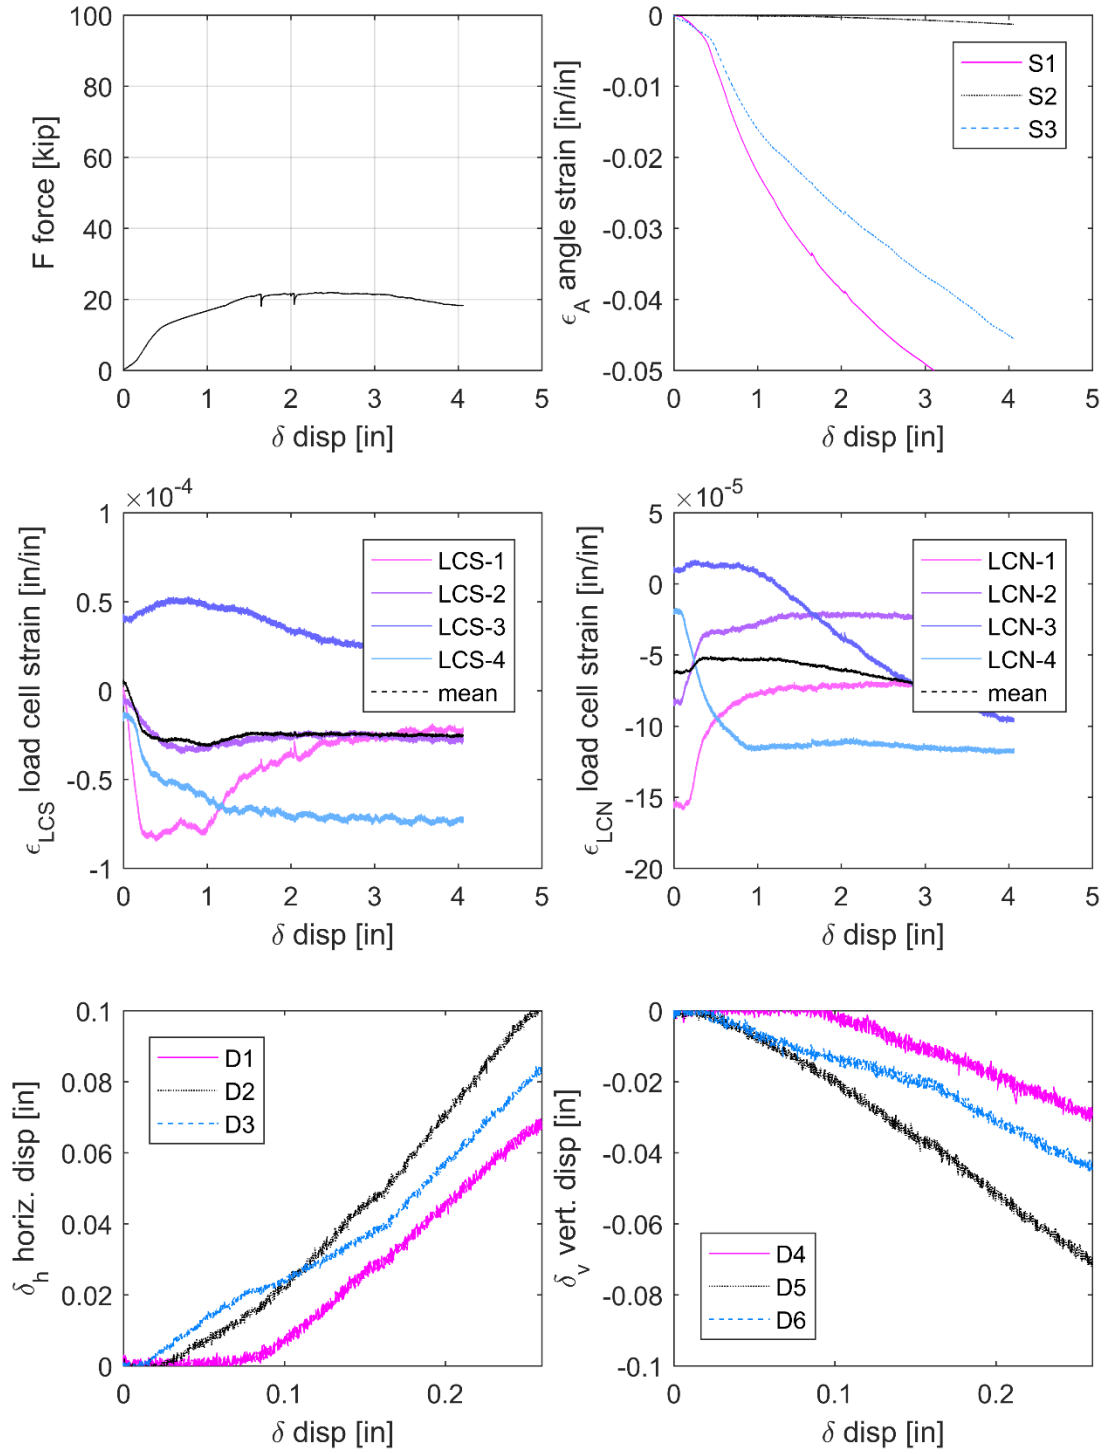 100
80
60
40
20
0
F force [kip]
0 1 2 3 4 5
δ disp [in]
0
-0.01
-0.02
-0.03
-0.04
-0.05
ϵ_A angle strain [in/in]
S1
S2
S3
0 1 2 3 4 5
δ disp [in]
×10^-4
1
0.5
0
-0.5
-1
ϵ_LCS load cell strain [in/in]
LCS-1
LCS-2
LCS-3
LCS-4
mean
0 1 2 3 4 5
δ disp [in]
×10^-5
5
0
-5
-10
-15
-20
ϵ_LCN load cell strain [in/in]
LCN-1
LCN-2
LCN-3
LCN-4
mean
0 1 2 3 4 5
δ disp [in]
0.1
0.08
0.06
0.04
0.02
0
δ_h horiz. disp [in]
D1
D2
D3
0 0.1 0.2
δ disp [in]
0
-0.02
-0.04
-0.06
-0.08
-0.1
δ_v vert. disp [in]
D4
D5
D6
0 0.1 0.2
δ disp [in]